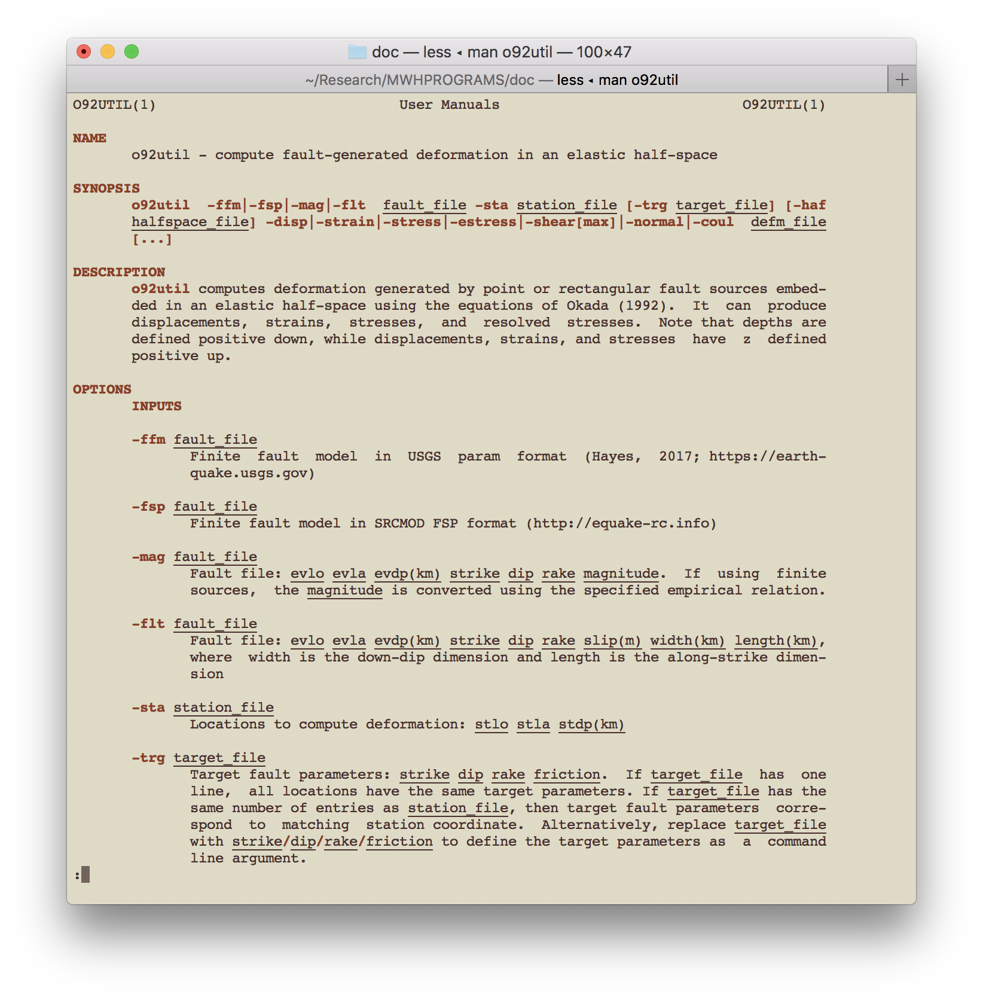 doc — less ◂ man o92util — 100×47
~/Research/MWHPROGRAMS/doc — less ◂ man o92util
O92UTIL(1) User Manuals O92UTIL(1)
NAME
o92util - compute fault-generated deformation in an elastic half-space
SYNOPSIS
o92util -ffm|-fsp|-mag|-flt fault_file -sta station_file [-trg target_file] [-haf
halfspace_file] -disp|-strain|-stress|-estress|-shear[max]|-normal|-coul defm_file
[...]
DESCRIPTION
o92util computes deformation generated by point or rectangular fault sources embed-
ded in an elastic half-space using the equations of Okada (1992). It can produce
displacements, strains, stresses, and resolved stresses. Note that depths are
defined positive down, while displacements, strains, and stresses have z defined
positive up.
OPTIONS
INPUTS
-ffm fault_file
Finite fault model in USGS param format (Hayes, 2017; https://earth-
quake.usgs.gov)
-fsp fault_file
Finite fault model in SRCMOD FSP format (http://equake-rc.info)
-mag fault_file
Fault file: evlo evla evdp(km) strike dip rake magnitude. If using finite
sources, the magnitude is converted using the specified empirical relation.
-flt fault_file
Fault file: evlo evla evdp(km) strike dip rake slip(m) width(km) length(km),
where width is the down-dip dimension and length is the along-strike dimen-
sion
-sta station_file
Locations to compute deformation: stlo stla stdp(km)
-trg target_file
Target fault parameters: strike dip rake friction. If target_file has one
line, all locations have the same target parameters. If target_file has the
same number of entries as station_file, then target fault parameters corre-
spond to matching station coordinate. Alternatively, replace target_file
with strike/dip/rake/friction to define the target parameters as a command
line argument.
: